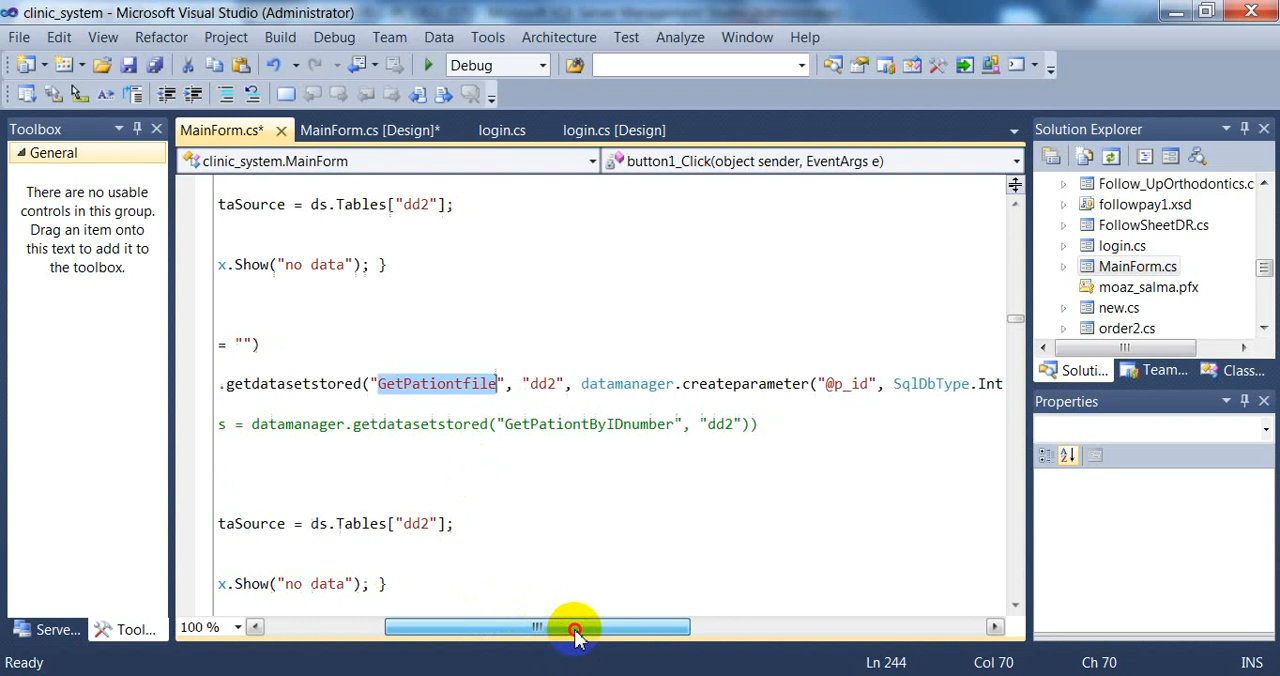 clinic_system - Microsoft Visual Studio (Administrator)
File Edit View Refactor Project Build Debug Team Data Tools Architecture Test Analyze Window Help
Debug
Toolbox
General
There are no usable
controls in this group.
Drag an item onto
this text to add it to
the toolbox.
Serve...
Tool...
MainForm.cs*
MainForm.cs [Design]*
login.cs
login.cs [Design]
clinic_system.MainForm
button1_Click(object sender, EventArgs e)
taSource = ds.Tables["dd2"];
x.Show("no data"); }
= "")
.getdatasetstored("GetPationtfile", "dd2", datamanager.createparameter("@p_id", SqlDbType.Int
s = datamanager.getdatasetstored("GetPationtByIDnumber", "dd2"))
taSource = ds.Tables["dd2"];
x.Show("no data"); }
100 %
Solution Explorer
Follow_UpOrthodontics.c
followpay1.xsd
FollowSheetDR.cs
login.cs
MainForm.cs
moaz_salma.pfx
new.cs
order2.cs
Soluti...
Team...
Class...
Properties
Ready
Ln 244
Col 70
Ch 70
INS